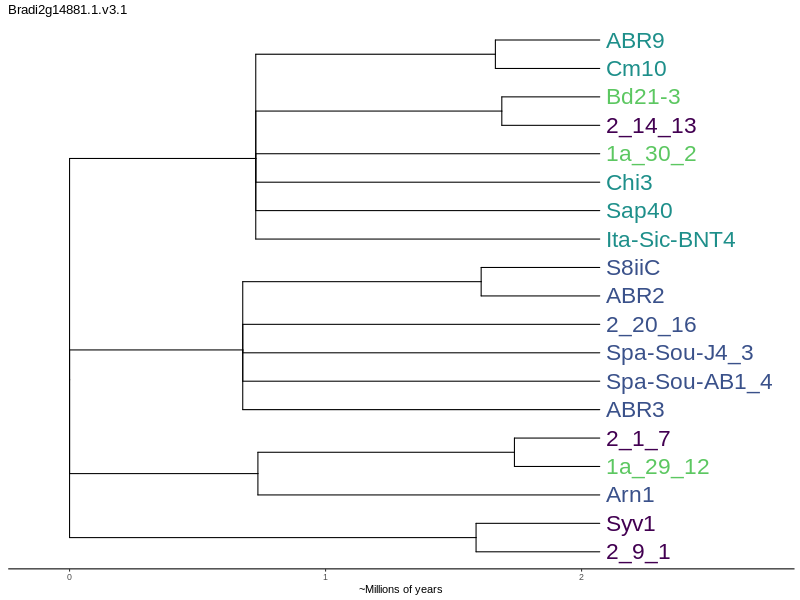 Bradi2g14881.1.v3.1
ABR9
Cm10
Bd21-3
2_14_13
1a_30_2
Chi3
Sap40
Ita-Sic-BNT4
S8iiC
ABR2
2_20_16
Spa-Sou-J4_3
Spa-Sou-AB1_4
ABR3
2_1_7
1a_29_12
Arn1
Syv1
2_9_1
0 1 2
~Millions of years